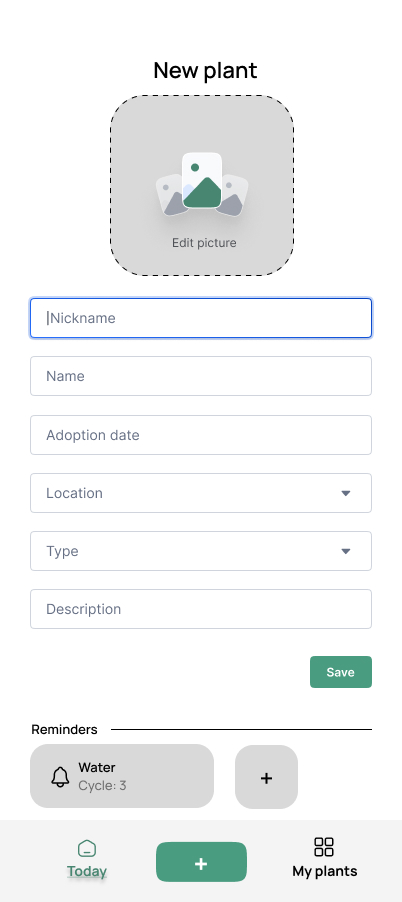 New plant
Edit picture
Nickname
Name
Adoption date
Location
Type
Description
Save
Reminders
Water
Cycle: 3
+
+
Today
My plants